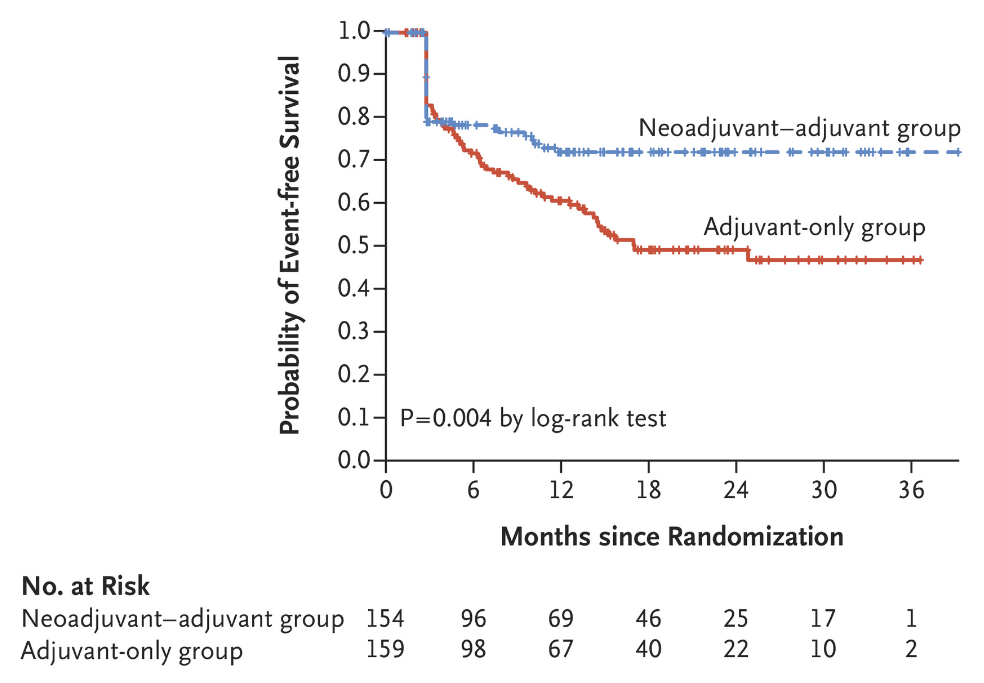 1.0
0.9
0.8
0.7
0.6
0.5
0.4
0.3
0.2
0.1
0.0
Probability of Event-free Survival
Neoadjuvant–adjuvant group
Adjuvant-only group
P=0.004 by log-rank test
0 6 12 18 24 30 36
Months since Randomization
No. at Risk
Neoadjuvant–adjuvant group 154 96 69 46 25 17 1
Adjuvant-only group 159 98 67 40 22 10 2